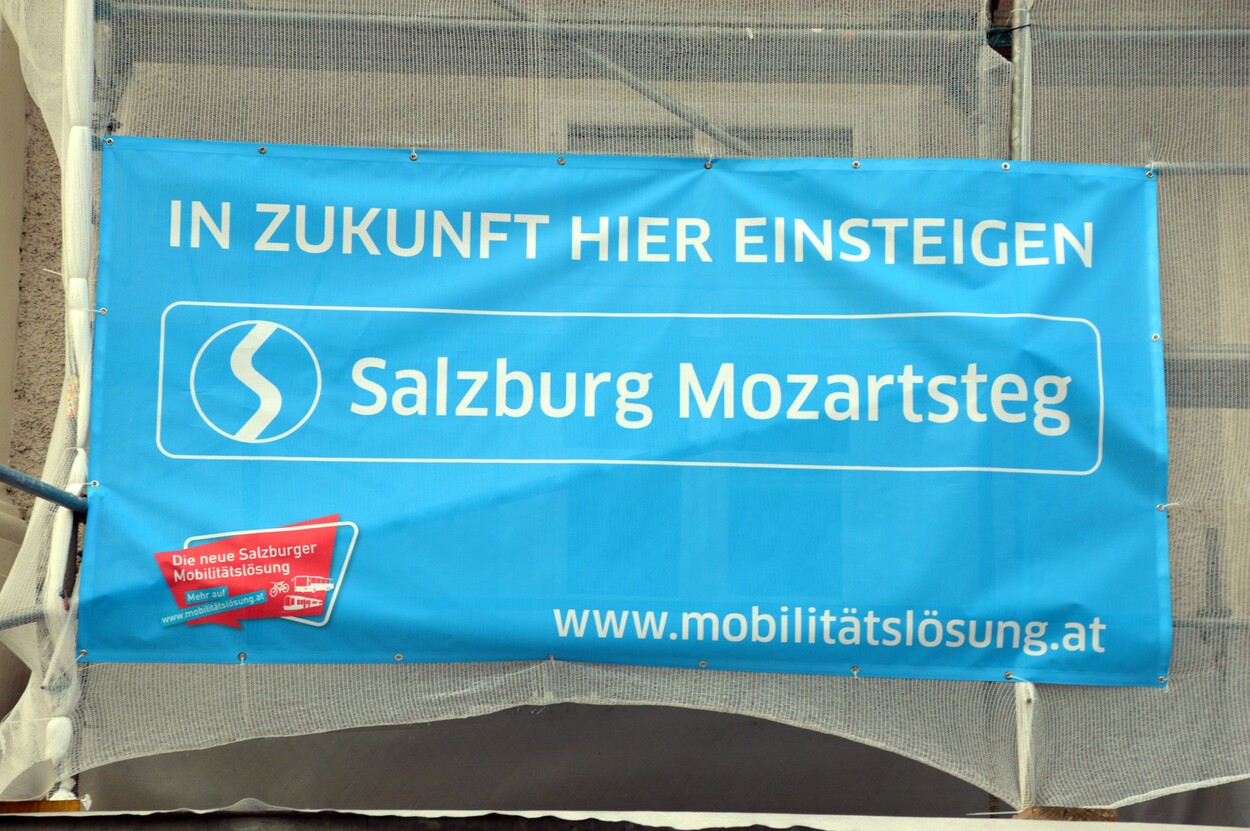 IN ZUKUNFT HIER EINSTEIGEN
Salzburg Mozartsteg
Die neue Salzburger
Mobilitätslösung
Mehr auf
www.mobilitätslösung.at
www.mobilitätslösung.at